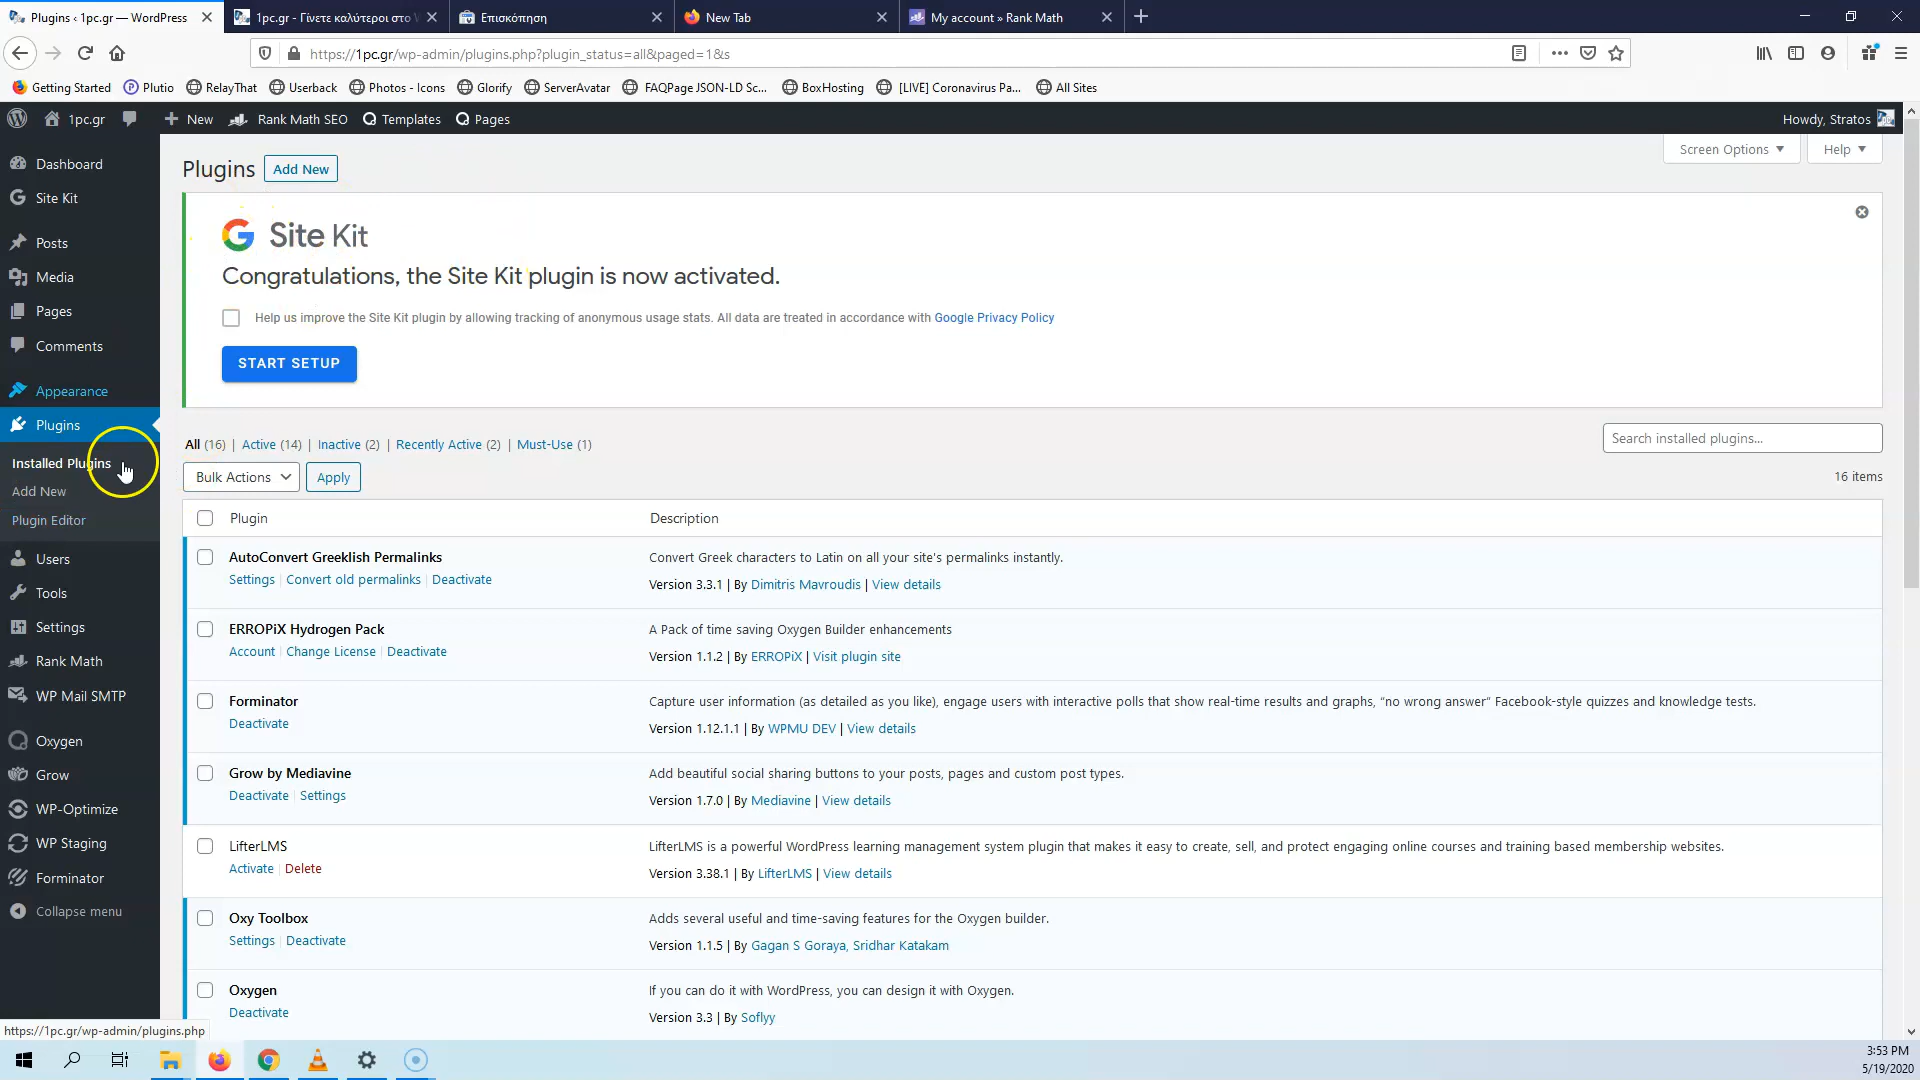 Plugins ‹ 1pc.gr — WordPress
1pc.gr - Γίνετε καλύτεροι στο W
Επισκόπηση
New Tab
My account » Rank Math
https://1pc.gr/wp-admin/plugins.php?plugin_status=all&paged=1&s
Getting Started
Plutio
RelayThat
Userback
Photos - Icons
Glorify
ServerAvatar
FAQPage JSON-LD Sc...
BoxHosting
[LIVE] Coronavirus Pa...
All Sites
1pc.gr
New
Rank Math SEO
Templates
Pages
Howdy, Stratos
Dashboard
Site Kit
Posts
Media
Pages
Comments
Appearance
Plugins
Installed Plugins
Add New
Plugin Editor
Users
Tools
Settings
Rank Math
WP Mail SMTP
Oxygen
Grow
WP-Optimize
WP Staging
Forminator
Collapse menu
Plugins
Add New
Screen Options
Help
Site Kit
Congratulations, the Site Kit plugin is now activated.
Help us improve the Site Kit plugin by allowing tracking of anonymous usage stats. All data are treated in accordance with Google Privacy Policy
START SETUP
All (16) | Active (14) | Inactive (2) | Recently Active (2) | Must-Use (1)
Search installed plugins...
Bulk Actions
Apply
16 items
Plugin
Description
AutoConvert Greeklish Permalinks
Settings | Convert old permalinks | Deactivate
Convert Greek characters to Latin on all your site's permalinks instantly.
Version 3.3.1 | By Dimitris Mavroudis | View details
ERROPiX Hydrogen Pack
Account | Change License | Deactivate
A Pack of time saving Oxygen Builder enhancements
Version 1.1.2 | By ERROPiX | Visit plugin site
Forminator
Deactivate
Capture user information (as detailed as you like), engage users with interactive polls that show real-time results and graphs, “no wrong answer” Facebook-style quizzes and knowledge tests.
Version 1.12.1.1 | By WPMU DEV | View details
Grow by Mediavine
Deactivate | Settings
Add beautiful social sharing buttons to your posts, pages and custom post types.
Version 1.7.0 | By Mediavine | View details
LifterLMS
Activate | Delete
LifterLMS is a powerful WordPress learning management system plugin that makes it easy to create, sell, and protect engaging online courses and training based membership websites.
Version 3.38.1 | By LifterLMS | View details
Oxy Toolbox
Settings | Deactivate
Adds several useful and time-saving features for the Oxygen builder.
Version 1.1.5 | By Gagan S Goraya, Sridhar Katakam
Oxygen
Deactivate
If you can do it with WordPress, you can design it with Oxygen.
Version 3.3 | By Soflyy
https://1pc.gr/wp-admin/plugins.php
3:53 PM
5/19/2020